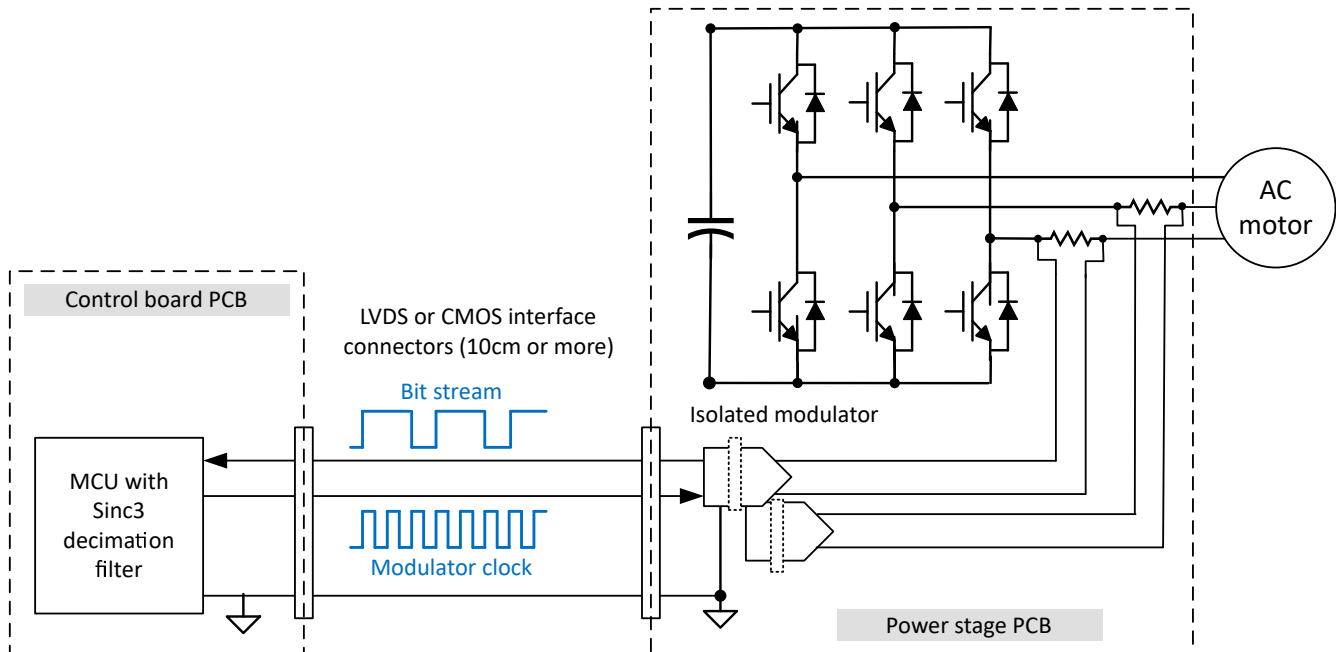 AC
motor
Control board PCB
LVDS or CMOS interface
connectors (10cm or more)
Bit stream
Isolated modulator
MCU with
Sinc3
decimation
filter
Modulator clock
Power stage PCB